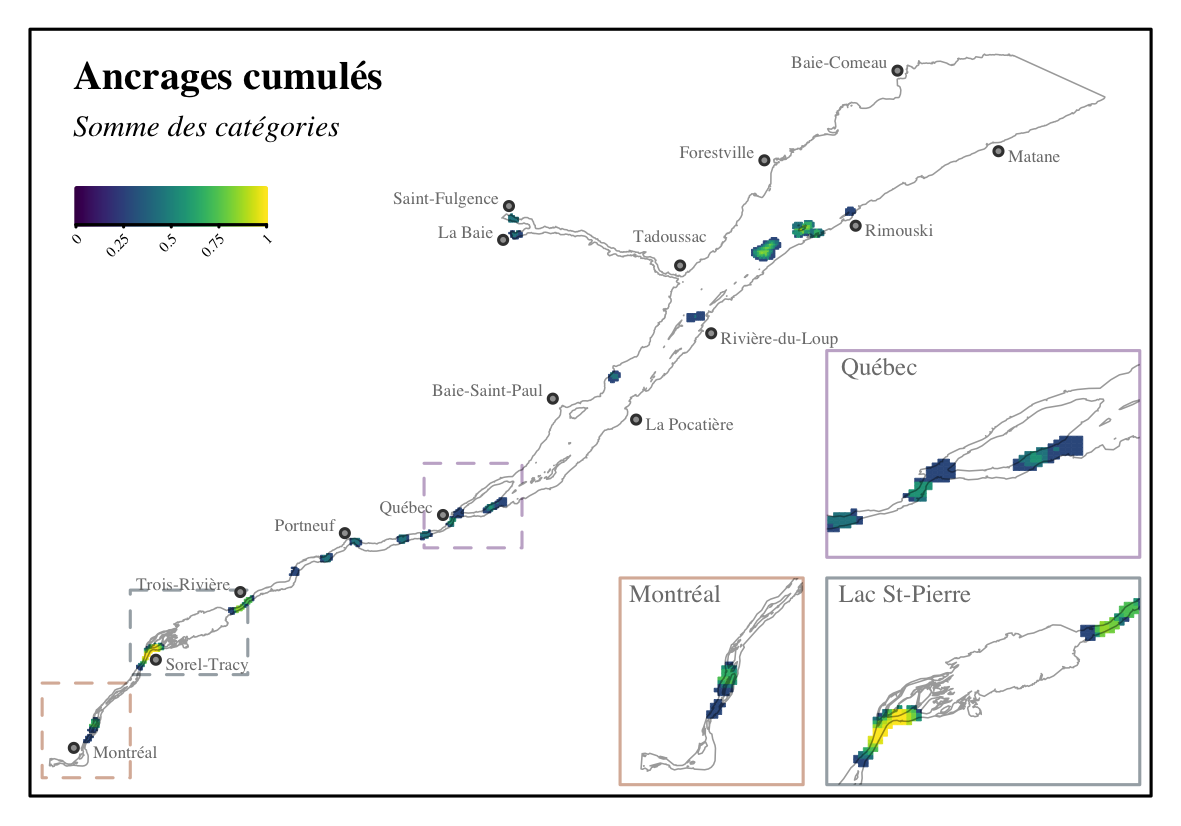 Ancrages cumulés
Somme des catégories
0
0.25
0.5
0.75
1
Baie-Comeau
Forestville
Matane
Saint-Fulgence
La Baie
Tadoussac
Rimouski
Rivière-du-Loup
Baie-Saint-Paul
La Pocatière
Québec
Portneuf
Trois-Rivière
Sorel-Tracy
Montréal
Québec
Montréal
Lac St-Pierre